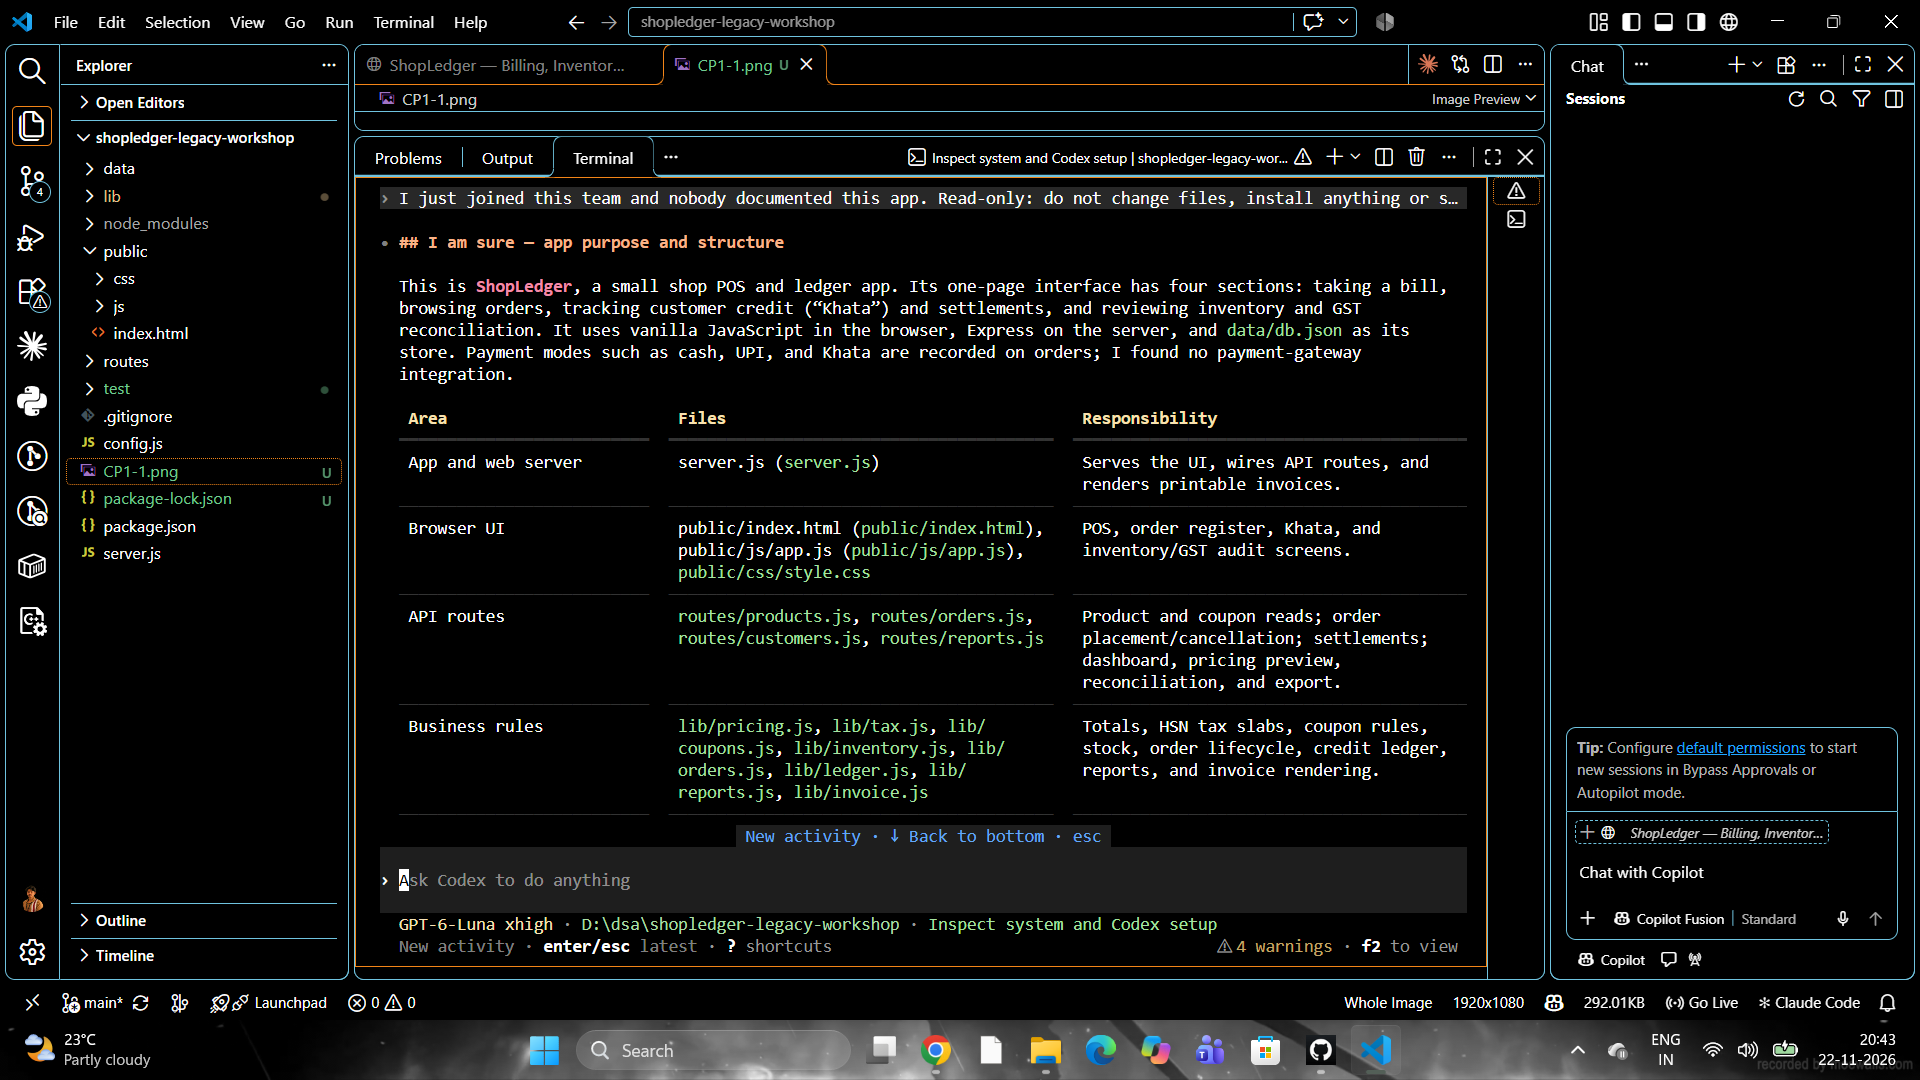 File Edit Selection View Go Run Terminal Help
shopledger-legacy-workshop
Explorer
Open Editors
shopledger-legacy-workshop
data
lib
node_modules
public
css
js
index.html
routes
test
.gitignore
config.js
CP1-1.png U
package-lock.json U
package.json
server.js
Outline
Timeline
4
ShopLedger — Billing, Inventor...
CP1-1.png U
CP1-1.png
Image Preview
Problems Output Terminal
Inspect system and Codex setup | shopledger-legacy-wor...
› I just joined this team and nobody documented this app. Read-only: do not change files, install anything or s…
• ## I am sure — app purpose and structure
This is ShopLedger, a small shop POS and ledger app. Its one-page interface has four sections: taking a bill,
browsing orders, tracking customer credit (“Khata”) and settlements, and reviewing inventory and GST
reconciliation. It uses vanilla JavaScript in the browser, Express on the server, and data/db.json as its
store. Payment modes such as cash, UPI, and Khata are recorded on orders; I found no payment-gateway
integration.
Area Files Responsibility
App and web server server.js (server.js) Serves the UI, wires API routes, and
renders printable invoices.
Browser UI public/index.html (public/index.html), POS, order register, Khata, and
public/js/app.js (public/js/app.js), inventory/GST audit screens.
public/css/style.css
API routes routes/products.js, routes/orders.js, Product and coupon reads; order
routes/customers.js, routes/reports.js placement/cancellation; settlements;
dashboard, pricing preview,
reconciliation, and export.
Business rules lib/pricing.js, lib/tax.js, lib/ Totals, HSN tax slabs, coupon rules,
coupons.js, lib/inventory.js, lib/ stock, order lifecycle, credit ledger,
orders.js, lib/ledger.js, lib/ reports, and invoice rendering.
reports.js, lib/invoice.js
New activity · ↓ Back to bottom · esc
› Ask Codex to do anything
GPT-6-Luna xhigh · D:\dsa\shopledger-legacy-workshop · Inspect system and Codex setup
New activity · enter/esc latest · ? shortcuts ⚠4 warnings · f2 to view
Chat
Sessions
Tip: Configure default permissions to start
new sessions in Bypass Approvals or
Autopilot mode.
ShopLedger — Billing, Inventor...
Chat with Copilot
Copilot Fusion | Standard
Copilot
main* Launchpad 0 0 Whole Image 1920x1080 292.01KB Go Live Claude Code
23°C
Partly cloudy
Search
ENG
IN
20:43
22-11-2026